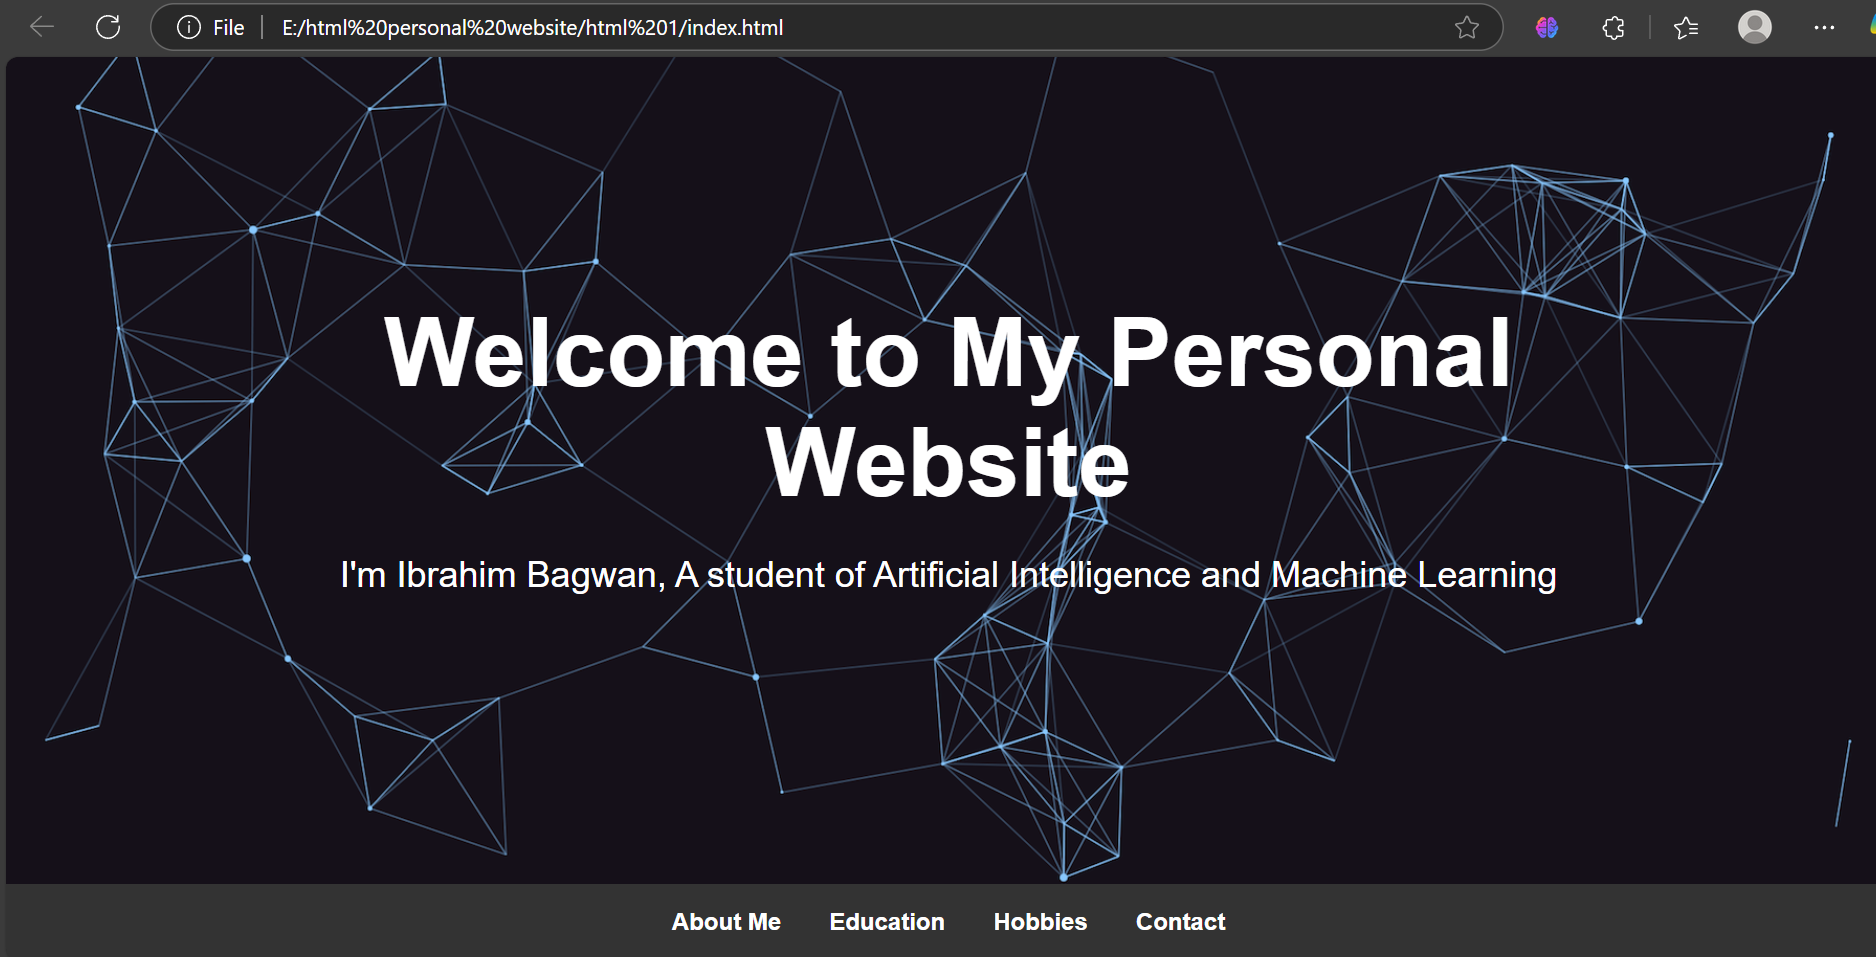 File E:/html%20personal%20website/html%201/index.html
Welcome to My Personal
Website
I'm Ibrahim Bagwan, A student of Artificial Intelligence and Machine Learning
About Me Education Hobbies Contact